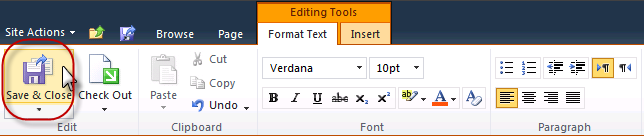 Editing Tools
Site Actions Browse Page Format Text Insert
Save & Close Check Out Paste Cut Copy Undo
Verdana 10pt
B I U abc x₂ x² ab A A
Edit Clipboard Font Paragraph